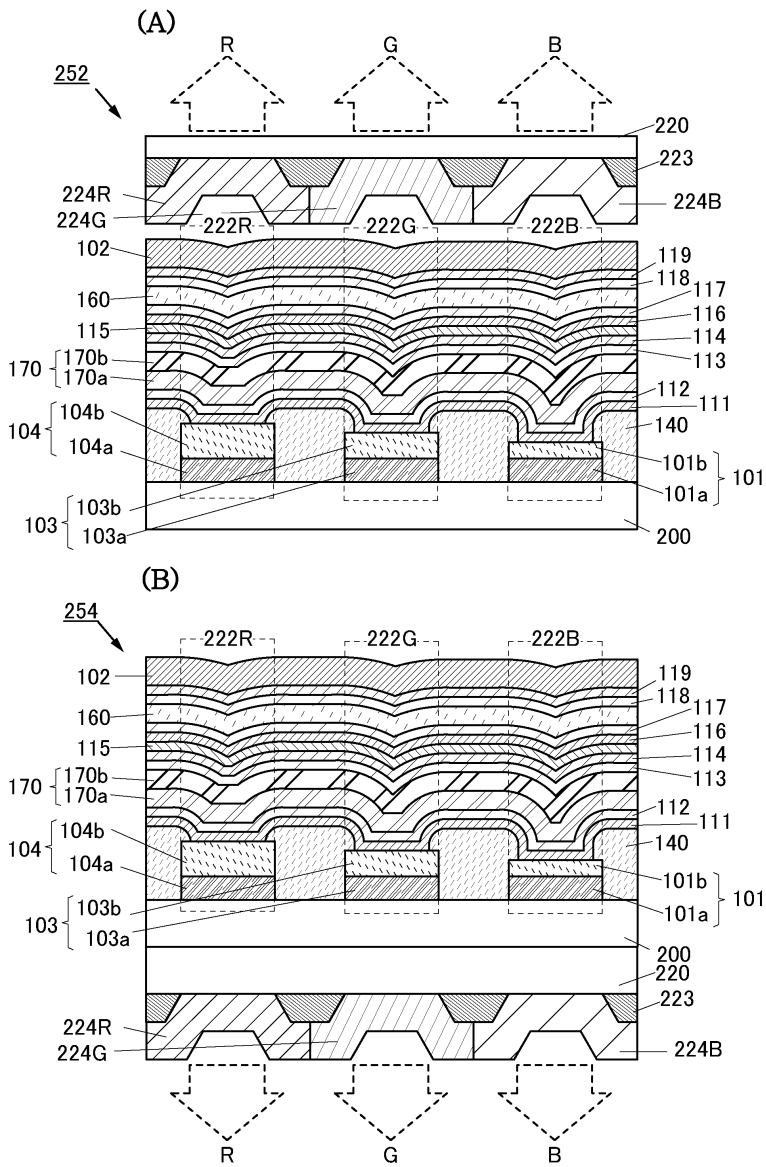 (A)
R G B
252
220
223
224R
224G
224B
222R 222G 222B
102
119
118
160
117
116
115
114
170b
113
170
170a
112
104b
111
104
140
104a
101b
101
103b
101a
103
103a
200
(B)
254
222R 222G 222B
102
119
118
160
117
116
115
114
170b
113
170
170a
112
104b
111
104
140
104a
101b
101
103b
101a
103
103a
200
220
223
224R
224G
224B
R G B